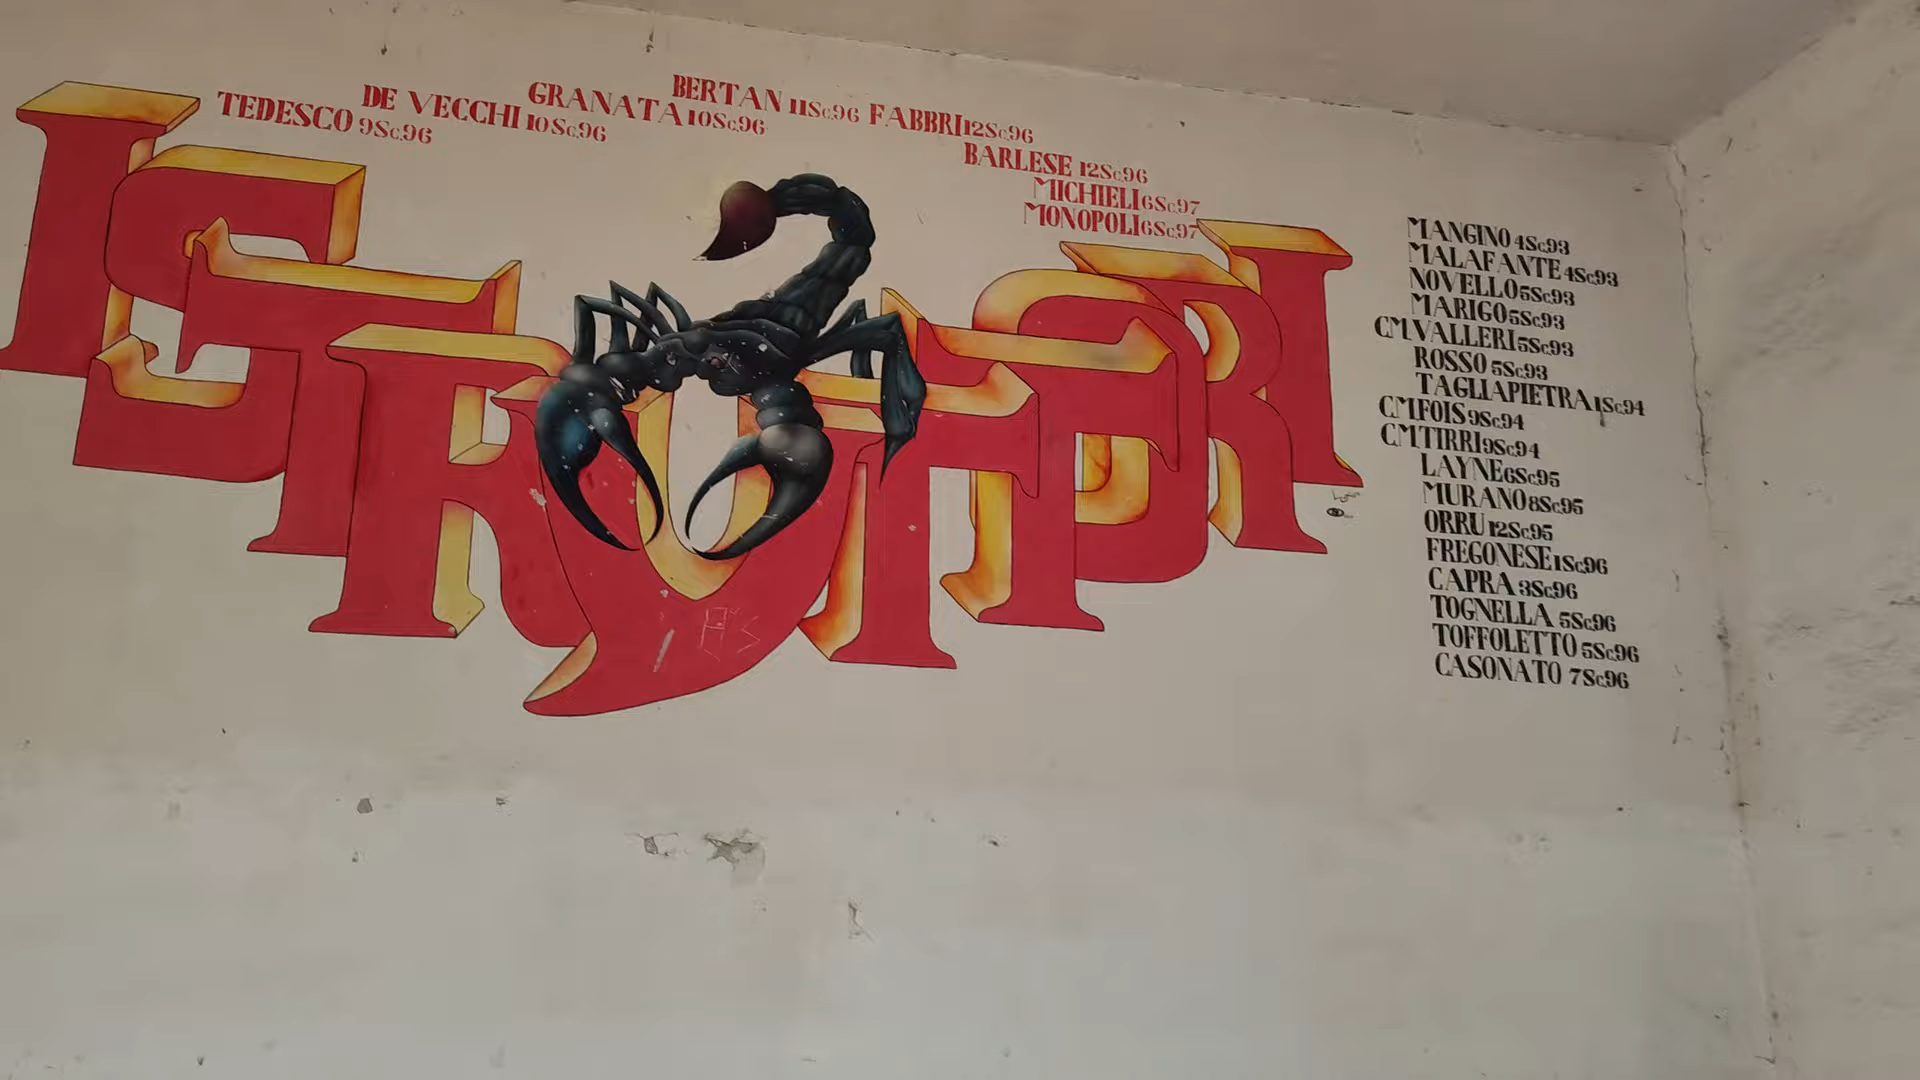 BERTAN 11Sc96 FABBRI 12Sc96
DE VECCHI 10Sc96 GRANATA 10Sc96
TEDESCO 9Sc96
BARLESE 12Sc96
MICHIELI 6Sc97
MONOPOLI 6Sc97
ISTRUTTORI
MANGINO 4Sc93
MALAFANTE 4Sc93
NOVELLO 5Sc93
MARIGO 5Sc93
CM VALLERI 5Sc93
ROSSO 5Sc93
TAGLIAPIETRA 1Sc94
CM FOIS 9Sc94
CM TIRRI 9Sc94
LAYNE 6Sc95
MURANO 8Sc95
ORRU 12Sc95
FREGONESE 1Sc96
CAPRA 3Sc96
TOGNELLA 5Sc96
TOFFOLETTO 5Sc96
CASONATO 7Sc96